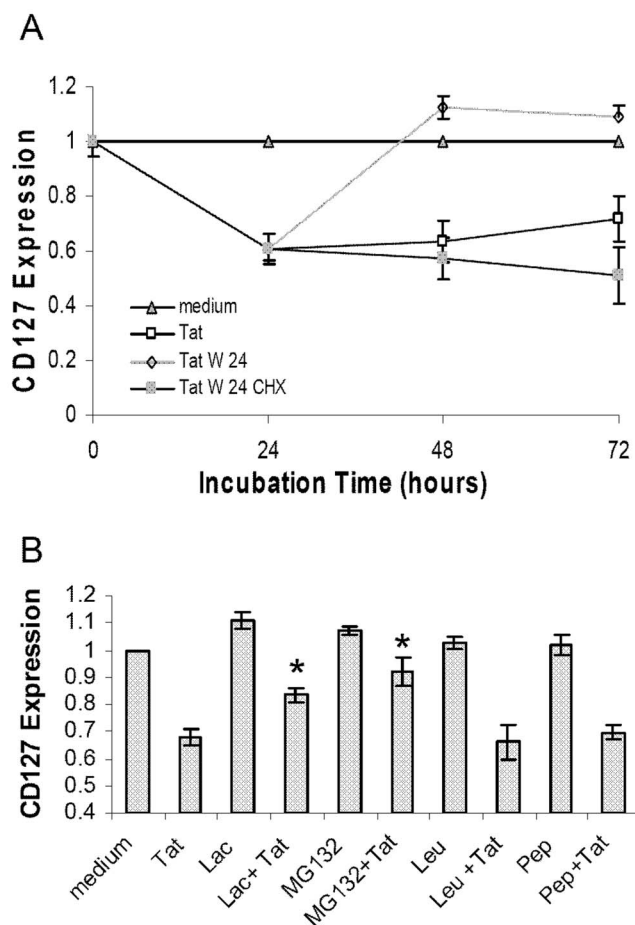 A
CD127 Expression
1.2
1
0.8
0.6
0.4
0.2
0
medium
Tat
Tat W 24
Tat W 24 CHX
0 24 48 72
Incubation Time (hours)
B
CD127 Expression
1.2
1.1
1
0.9
0.8
0.7
0.6
0.5
0.4
* *
medium
Tat
Lac
Lac+ Tat
MG132
MG132+Tat
Leu
Leu +Tat
Pep
Pep+Tat